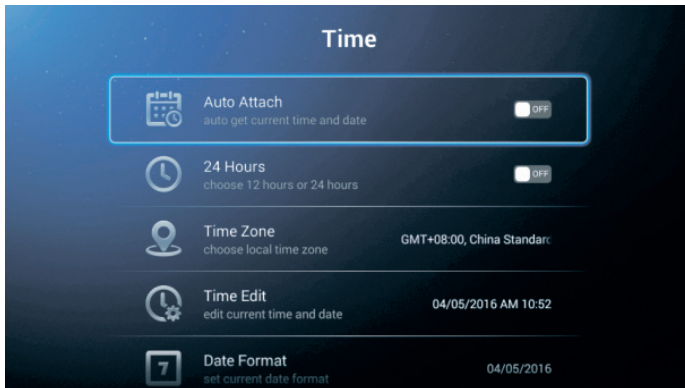 Time
Auto Attach
auto get current time and date
OFF
24 Hours
choose 12 hours or 24 hours
OFF
Time Zone
choose local time zone
GMT+08:00, China Standard
Time Edit
edit current time and date
04/05/2016 AM 10:52
7
Date Format
set current date format
04/05/2016